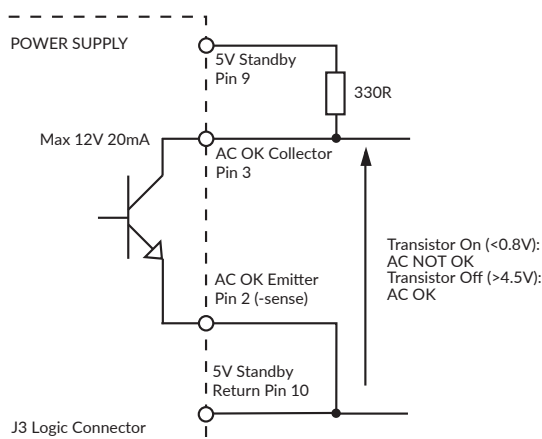 POWER SUPPLY
5V Standby
Pin 9
330R
Max 12V 20mA
AC OK Collector
Pin 3
Transistor On (<0.8V):
AC NOT OK
Transistor Off (>4.5V):
AC OK
AC OK Emitter
Pin 2 (-sense)
5V Standby
Return Pin 10
J3 Logic Connector